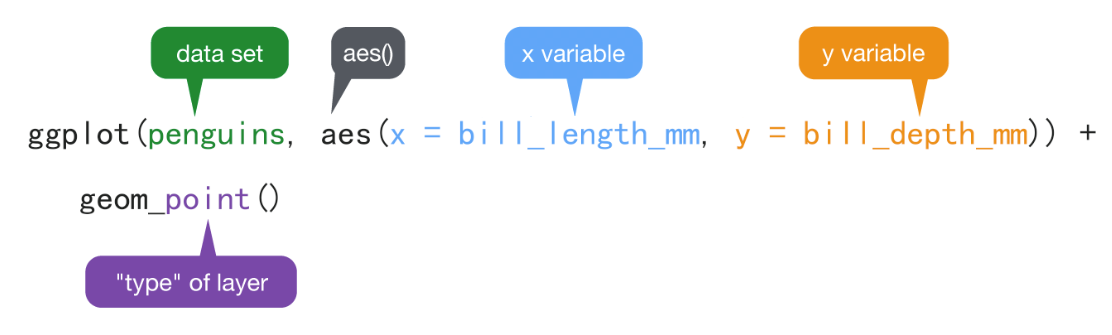 data set aes() x variable y variable
ggplot(penguins, aes(x = bill_length_mm, y = bill_depth_mm)) +
geom_point()
"type" of layer